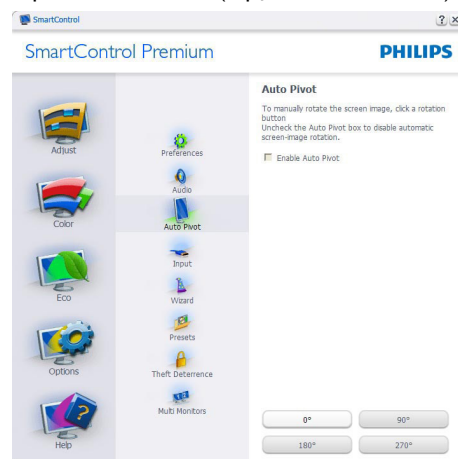 SmartControl
SmartControl Premium
PHILIPS
Adjust
Color
Eco
Options
Help
Preferences
Audio
Auto Pivot
Input
Wizard
Presets
Theft Deterrence
Multi Monitors
Auto Pivot
To manually rotate the screen image, click a rotation
button
Uncheck the Auto Pivot box to disable automatic
screen-image rotation.
Enable Auto Pivot
0°
90°
180°
270°